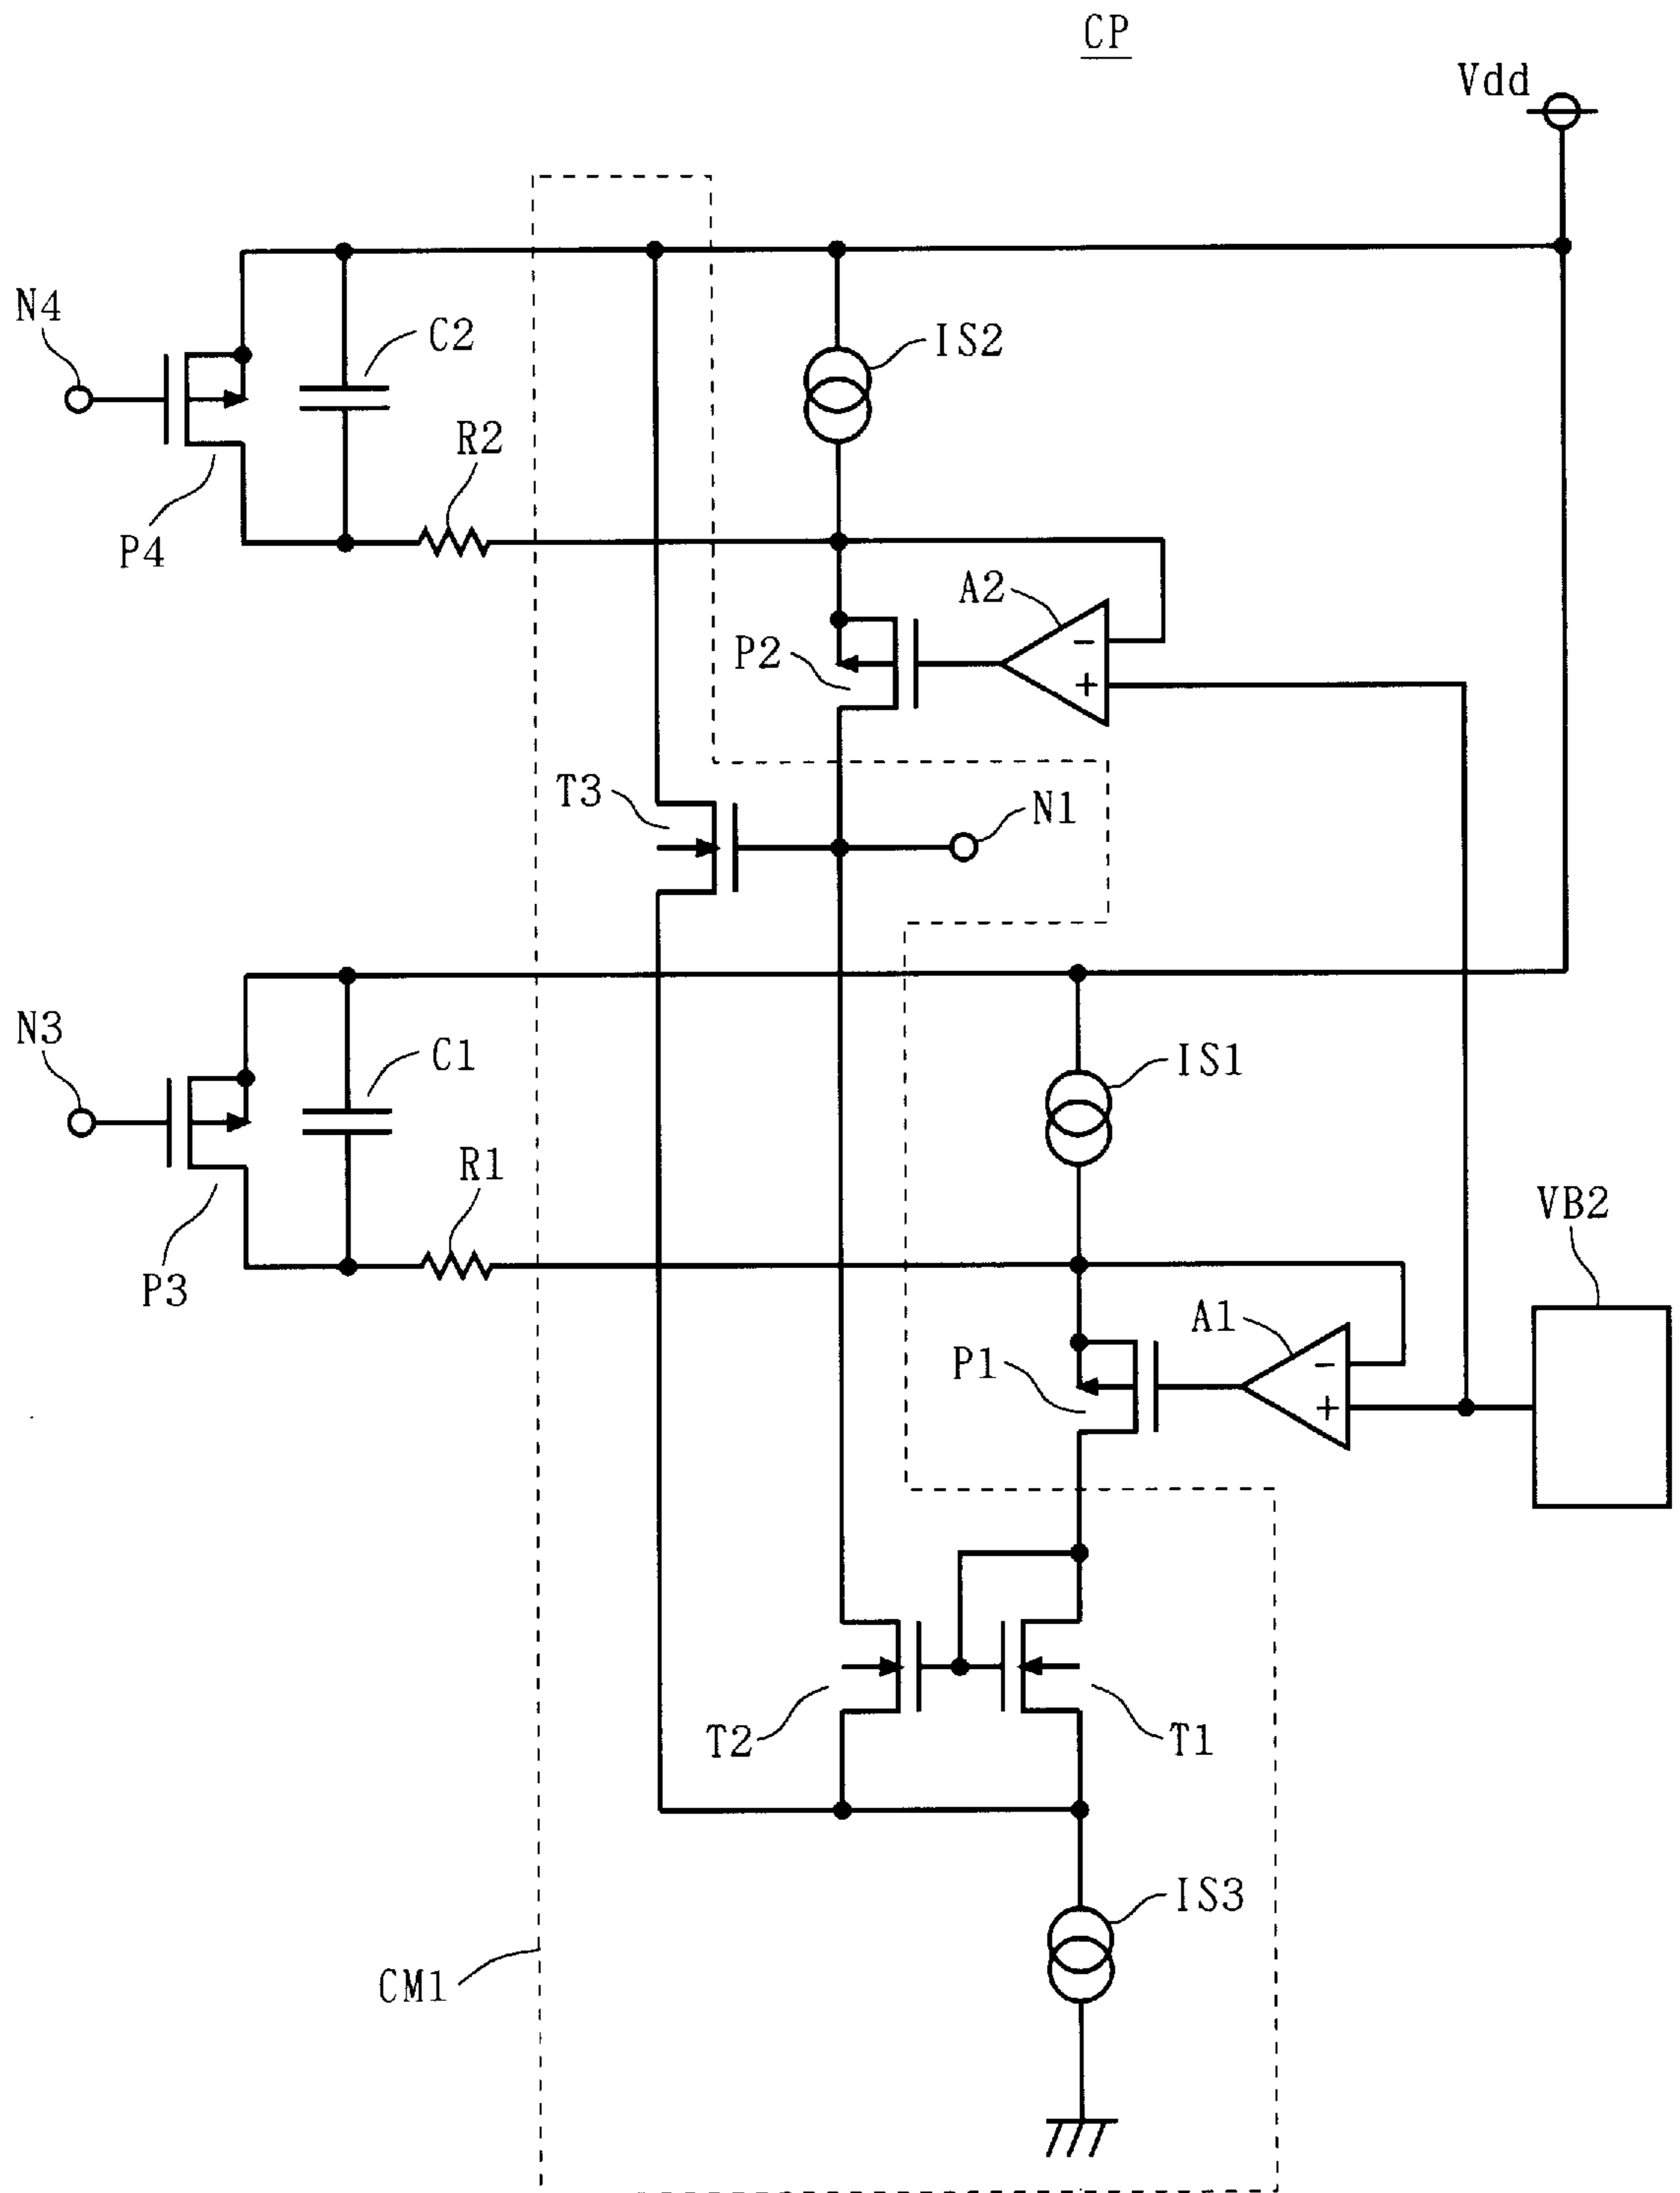 CP
Vdd
N4
C2
IS2
R2
P4
A2
P2
−
+
T3
N1
N3
C1
IS1
R1
VB2
P3
A1
P1
−
+
T2
T1
IS3
CM1